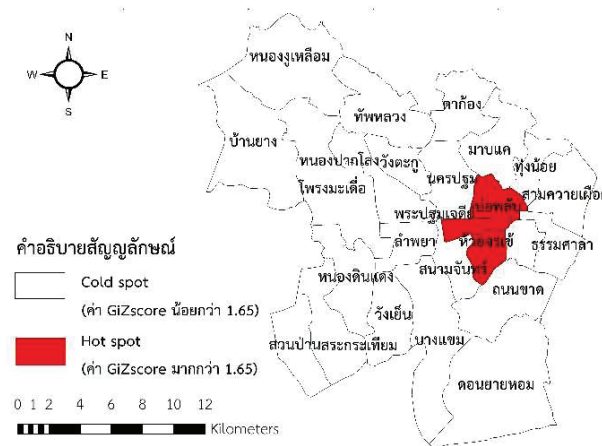 N
W E
S
หนองงูเหลือม
ตาก้อง
ทัพหลวง
บ้านยาง
มาบแค
หนองปากโลง วังตะกู
ทุ่งน้อย
นครปฐม
โพรงมะเดื่อ
สามควายเผือก
บ่อพลับ
พระปฐมเจดีย์
ลำพยา
ห้วยจรเข้
ธรรมศาลา
คำอธิบายสัญญลักษณ์
หนองดินแดง
สนามจันทร์
Cold spot
ถนนขาด
(ค่า GiZscore น้อยกว่า 1.65)
วังเย็น
Hot spot
สวนป่าน สระกระเทียม
บางแขม
(ค่า GiZscore มากกว่า 1.65)
ดอนยายหอม
0 1 2 4 6 8 10 12
Kilometers